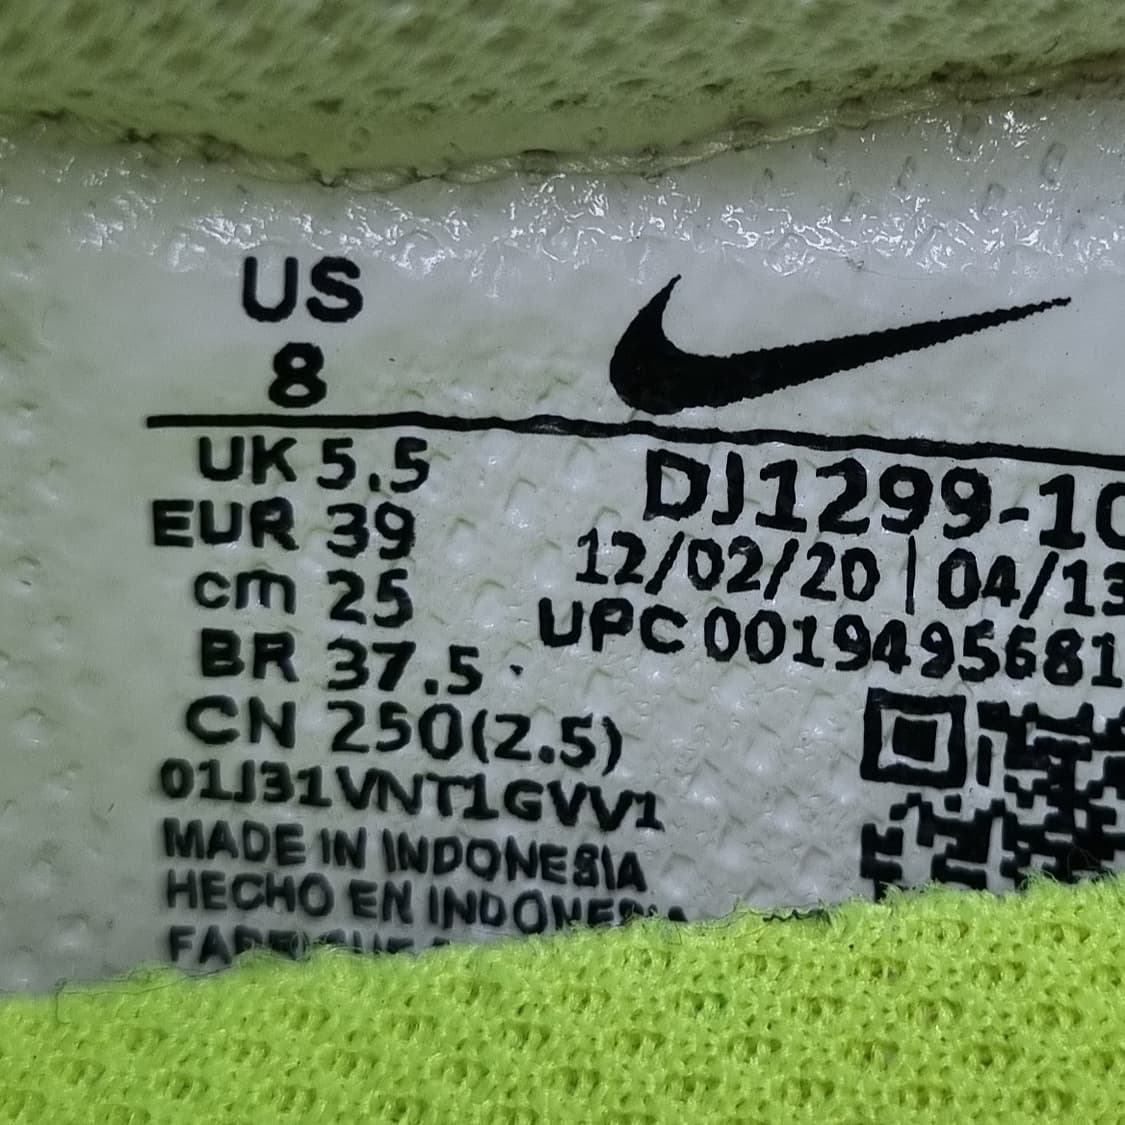 US
8
UK 5.5
EUR 39
cm 25
BR 37.5
CN 250(2.5)
01J31VNT1GVV1
MADE IN INDONESIA
HECHO EN INDONESIA
DJ1299-10
12/02/20 | 04/13
UPC 0019495681